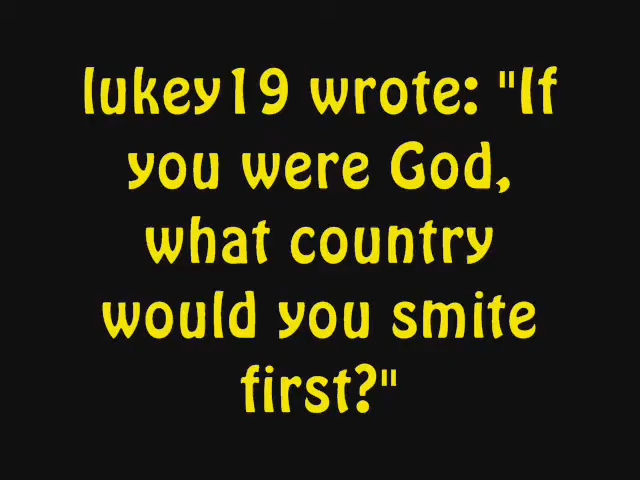 lukey19 wrote: "If
you were God,
what country
would you smite
first?"